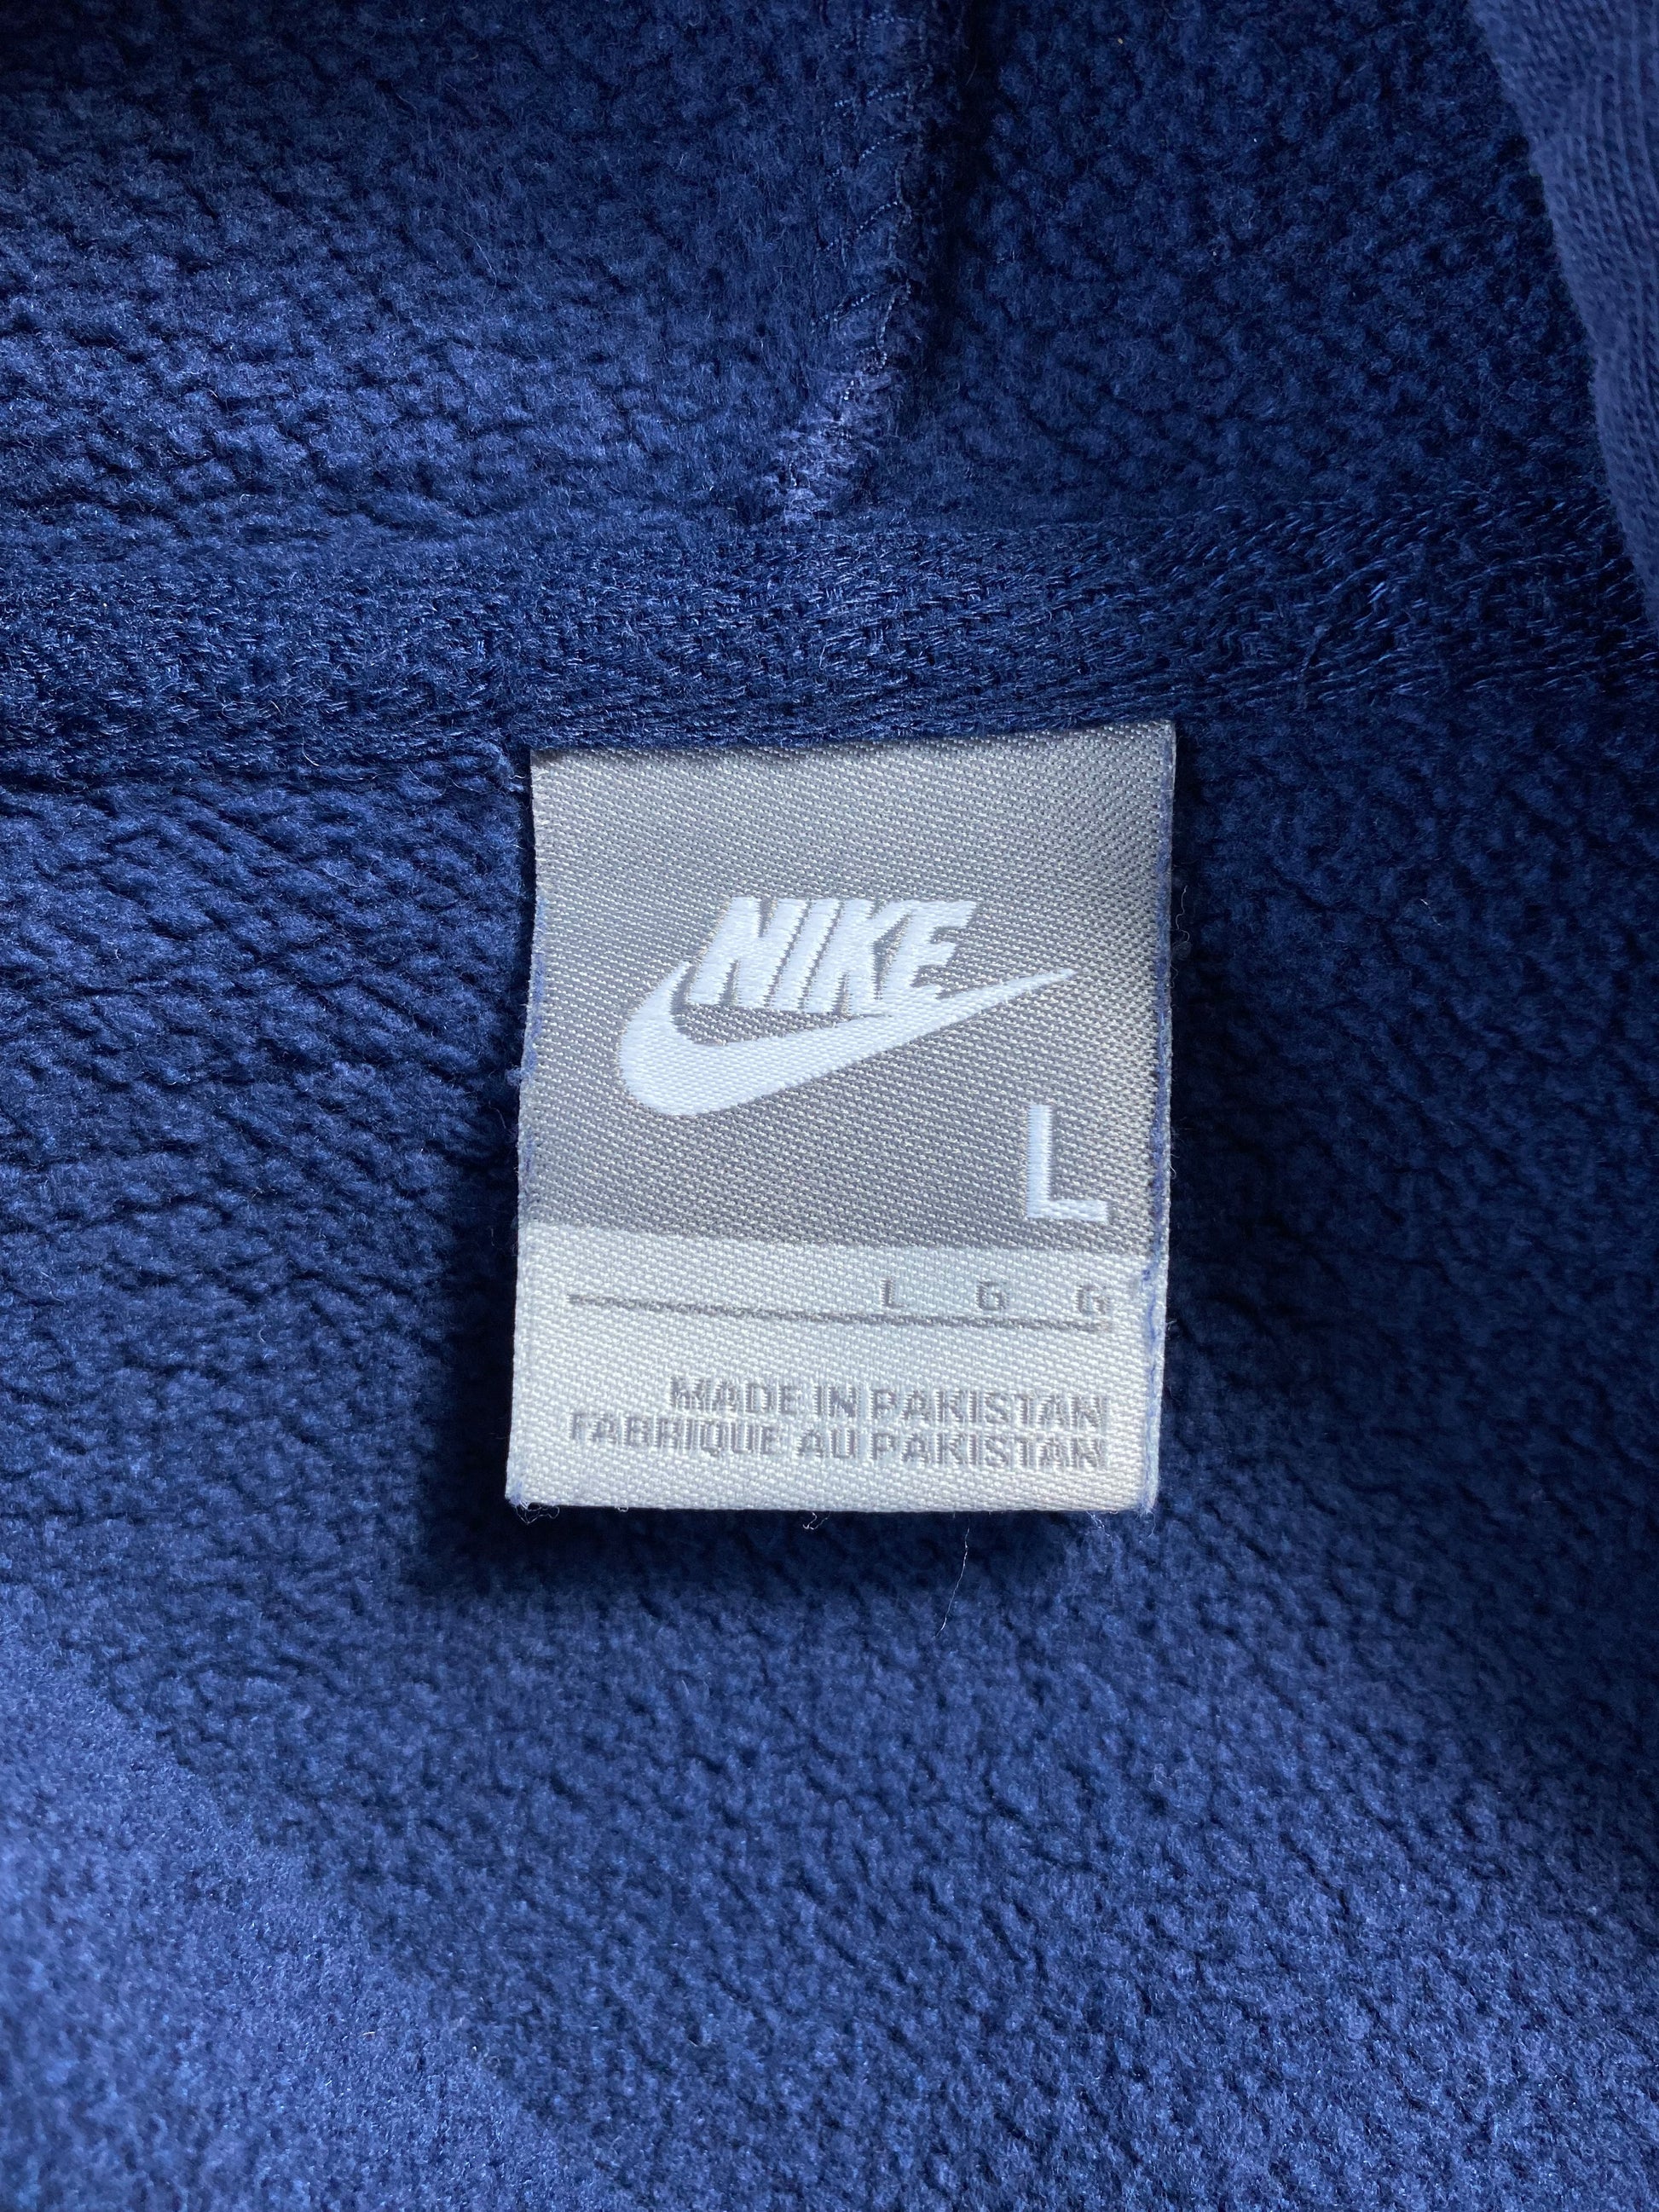 NIKE
L
L G G
MADE IN PAKISTAN
FABRIQUE AU PAKISTAN